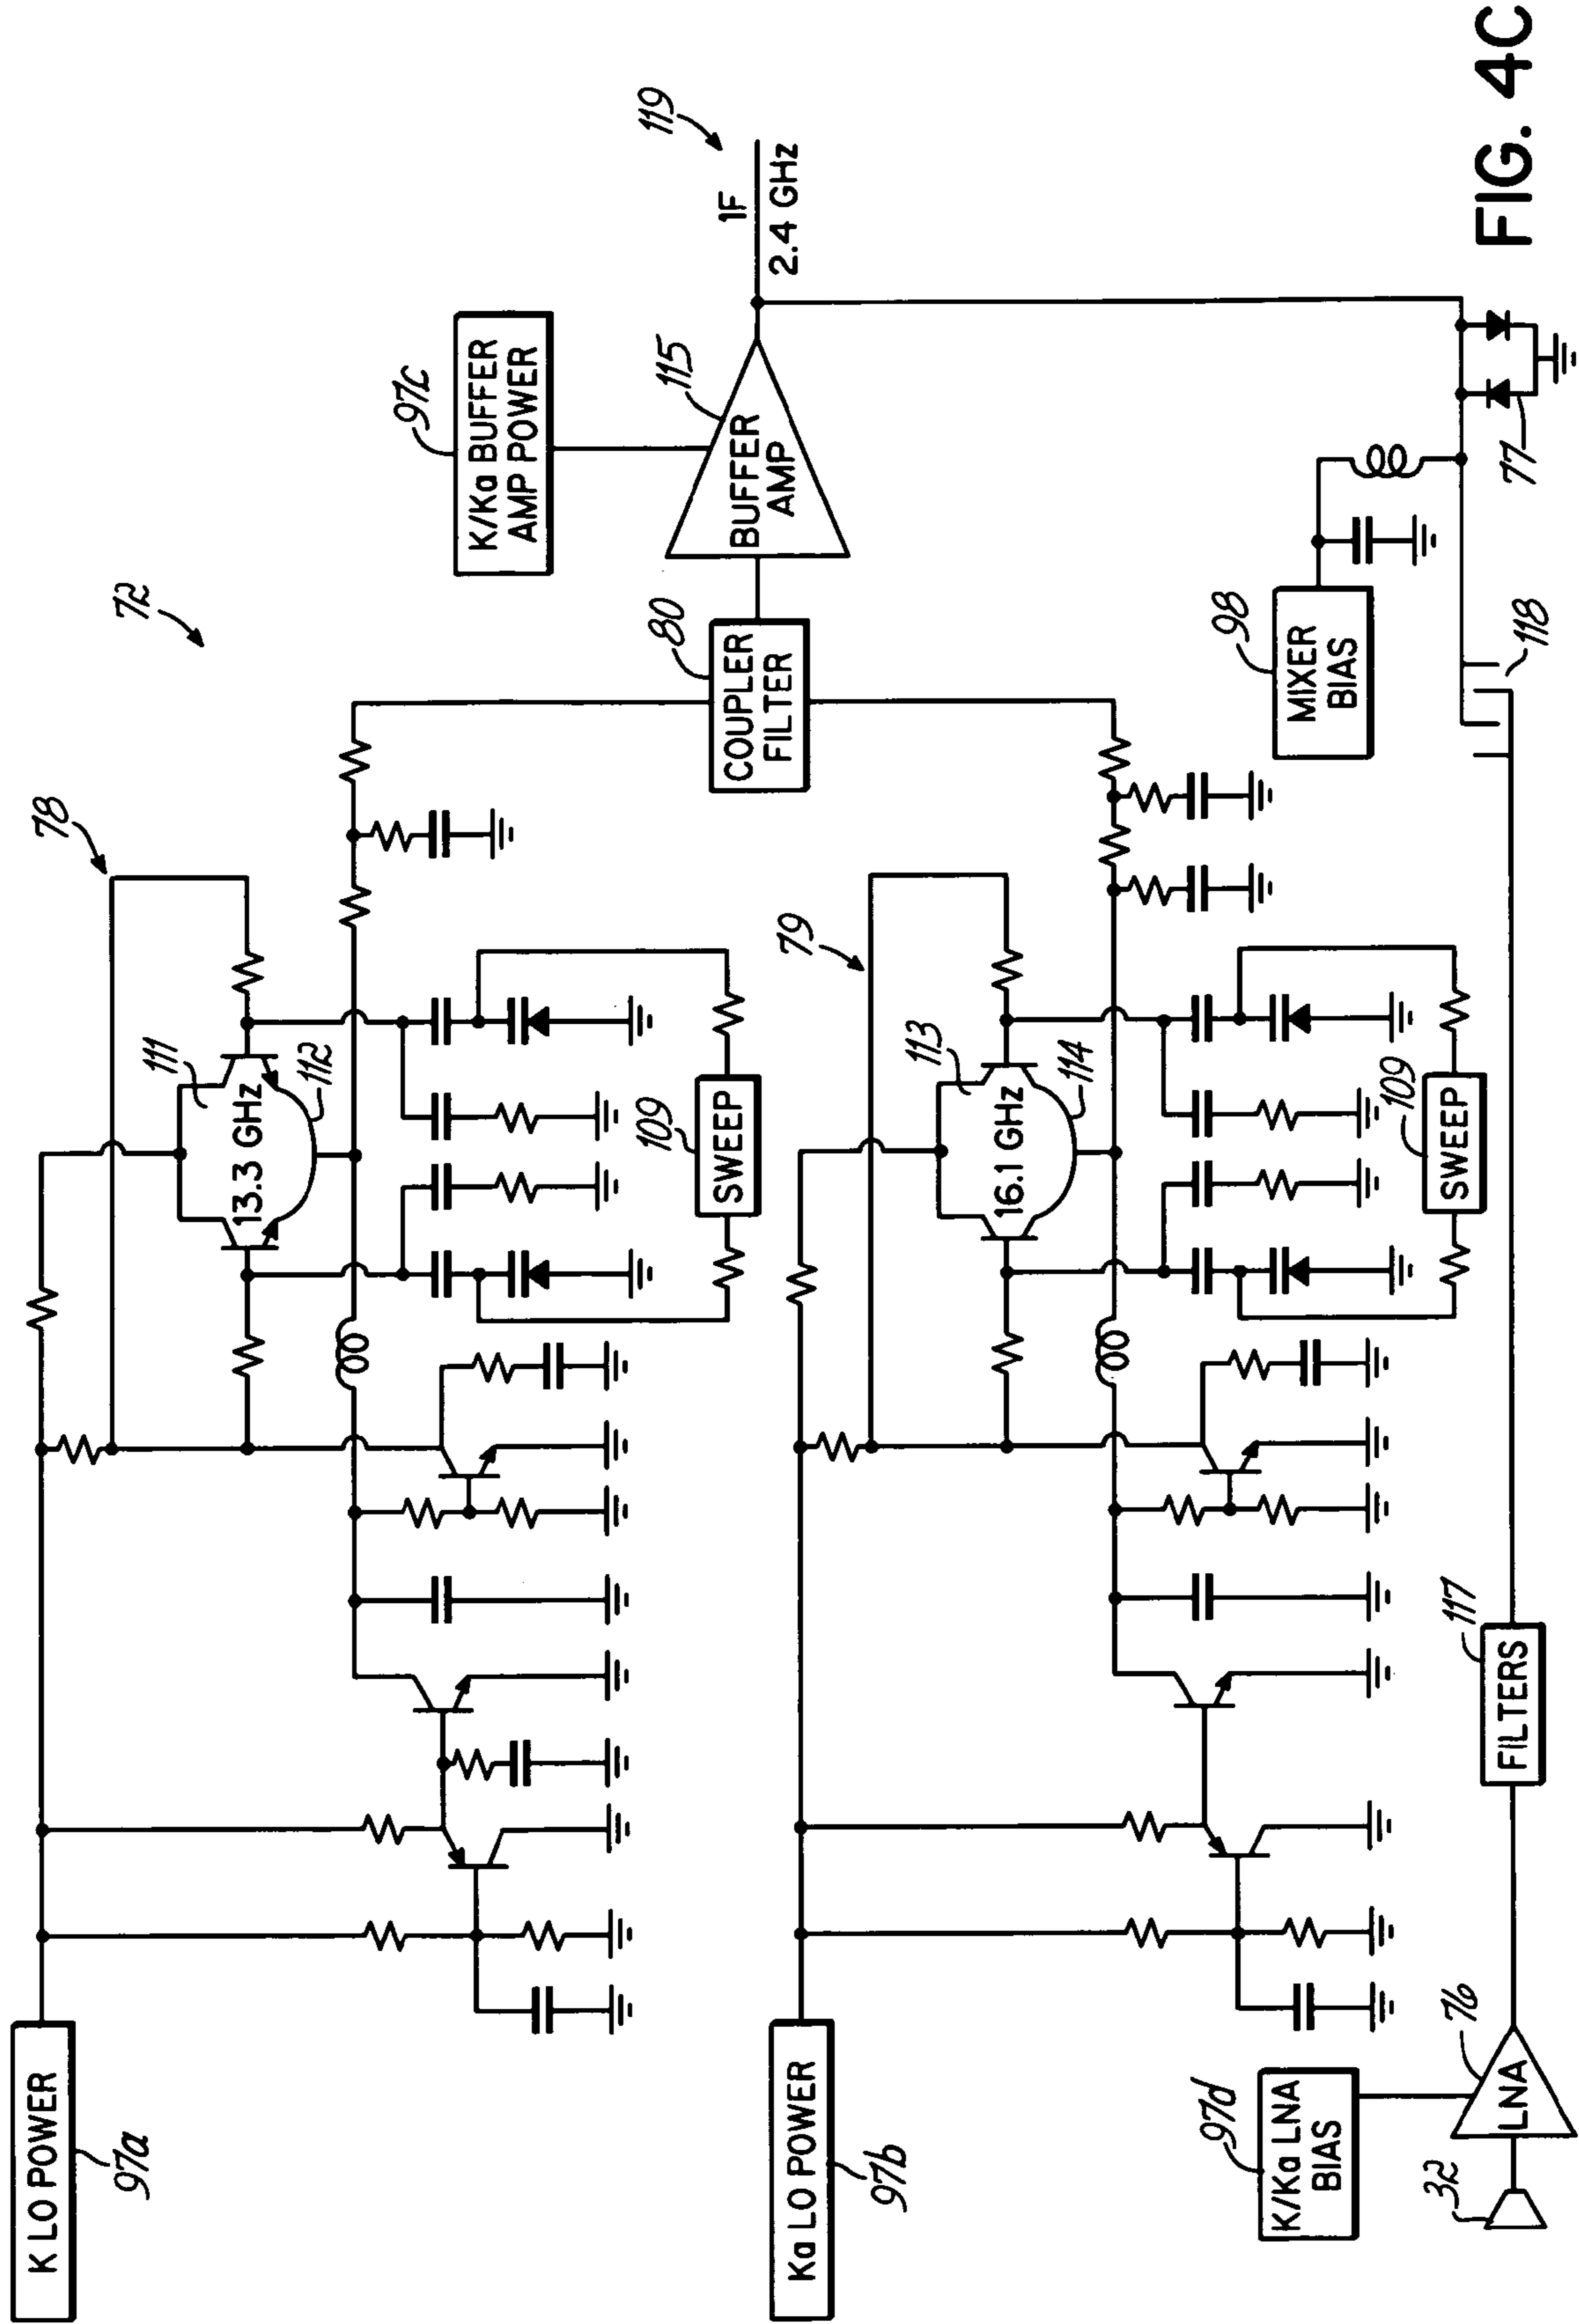 72
K LO POWER
97a
78
111
13.3 GHz
112
109
SWEEP
K/Ka BUFFER
AMP POWER
97c
80
COUPLER
FILTER
BUFFER
AMP
115
119
1F
2.4 GHz
Ka LO POWER
97b
79
113
16.1 GHz
114
109
SWEEP
98
MIXER
BIAS
77
118
K/Ka LNA
BIAS
97d
32
LNA
76
FILTERS
117
FIG. 4C